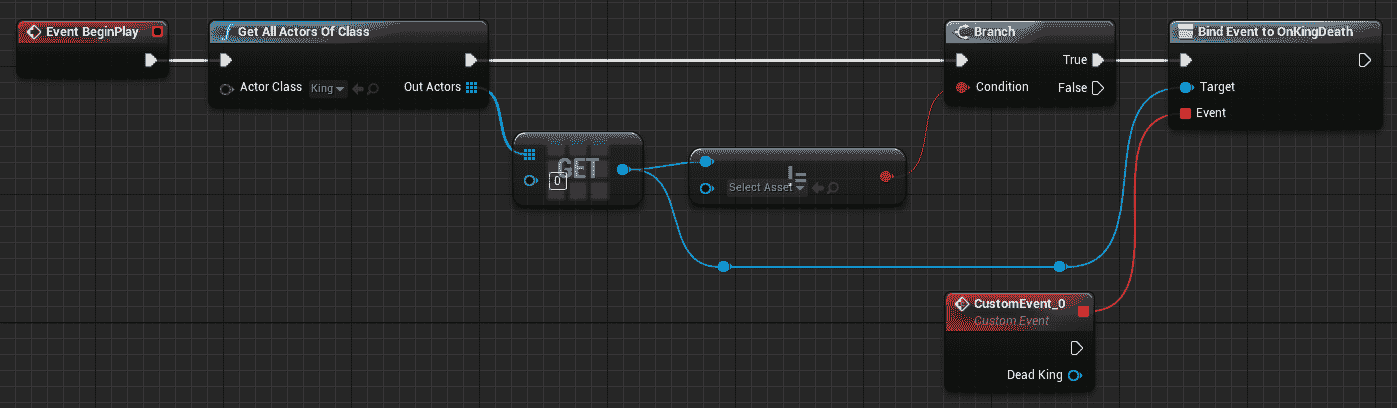 Event BeginPlay
Get All Actors Of Class
Actor Class King
Out Actors
GET
0
!=
Select Asset
Branch
True
Condition
False
Bind Event to OnKingDeath
Target
Event
CustomEvent_0
Custom Event
Dead King